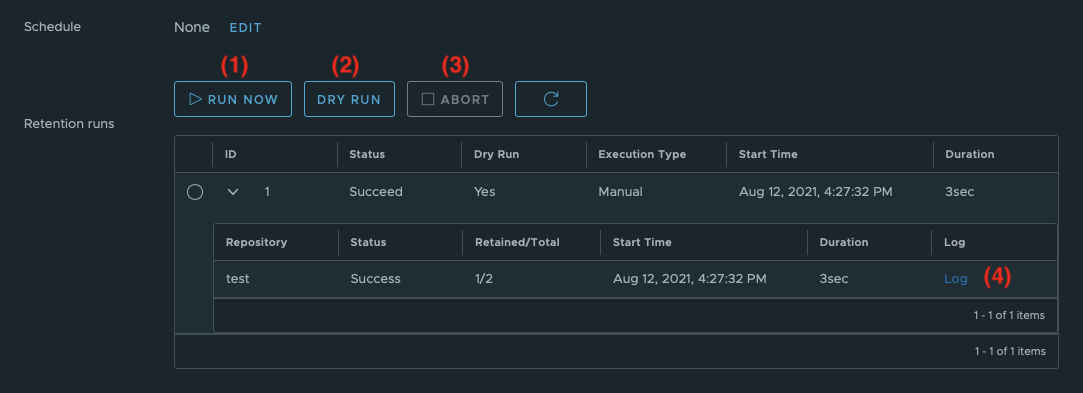 Schedule None EDIT
(1) (2) (3)
RUN NOW DRY RUN ABORT
Retention runs
ID Status Dry Run Execution Type Start Time Duration
1 Succeed Yes Manual Aug 12, 2021, 4:27:32 PM 3sec
Repository Status Retained/Total Start Time Duration Log
test Success 1/2 Aug 12, 2021, 4:27:32 PM 3sec Log (4)
1 - 1 of 1 items
1 - 1 of 1 items